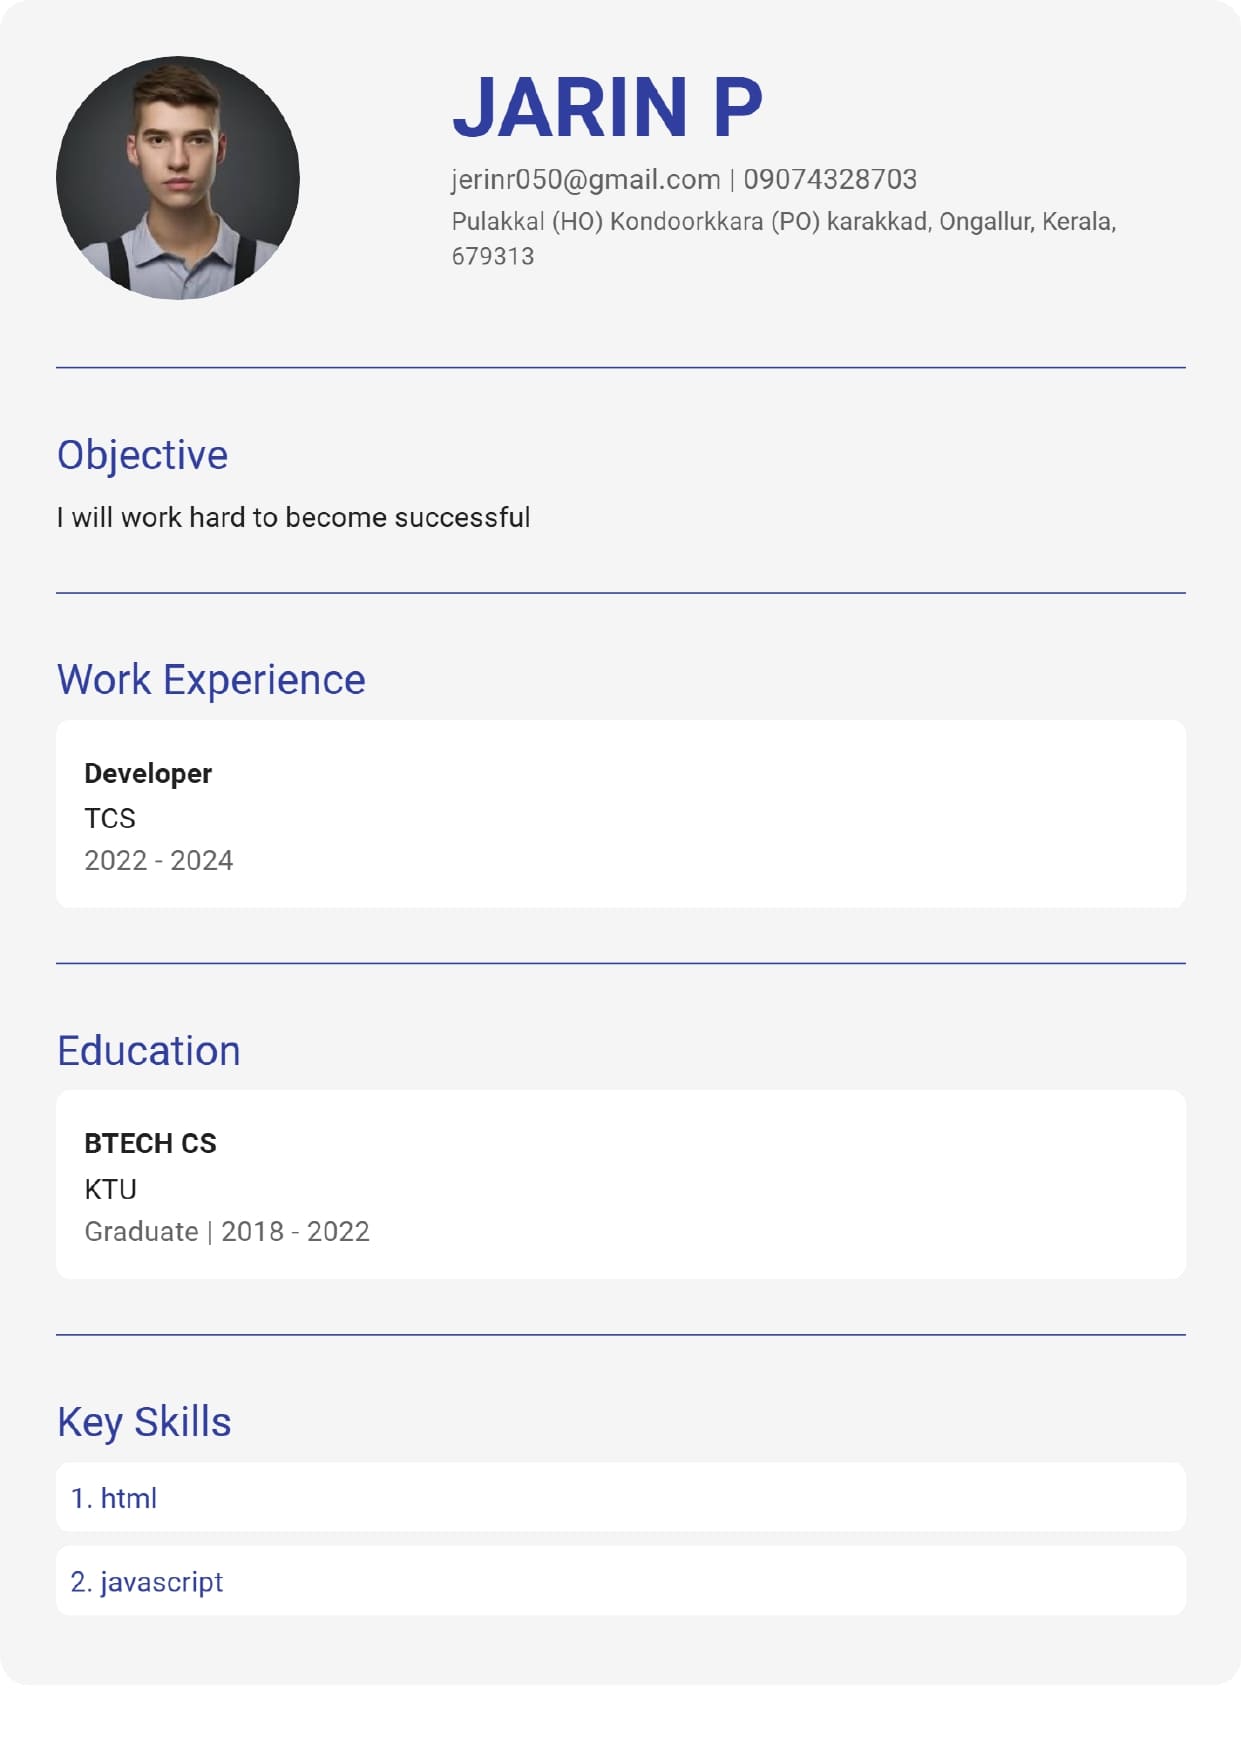 JARIN P
jerinr050@gmail.com | 09074328703
Pulakkal (HO) Kondoorkkara (PO) karakkad, Ongallur, Kerala,
679313
Objective
I will work hard to become successful
Work Experience
Developer
TCS
2022 - 2024
Education
BTECH CS
KTU
Graduate | 2018 - 2022
Key Skills
1. html
2. javascript